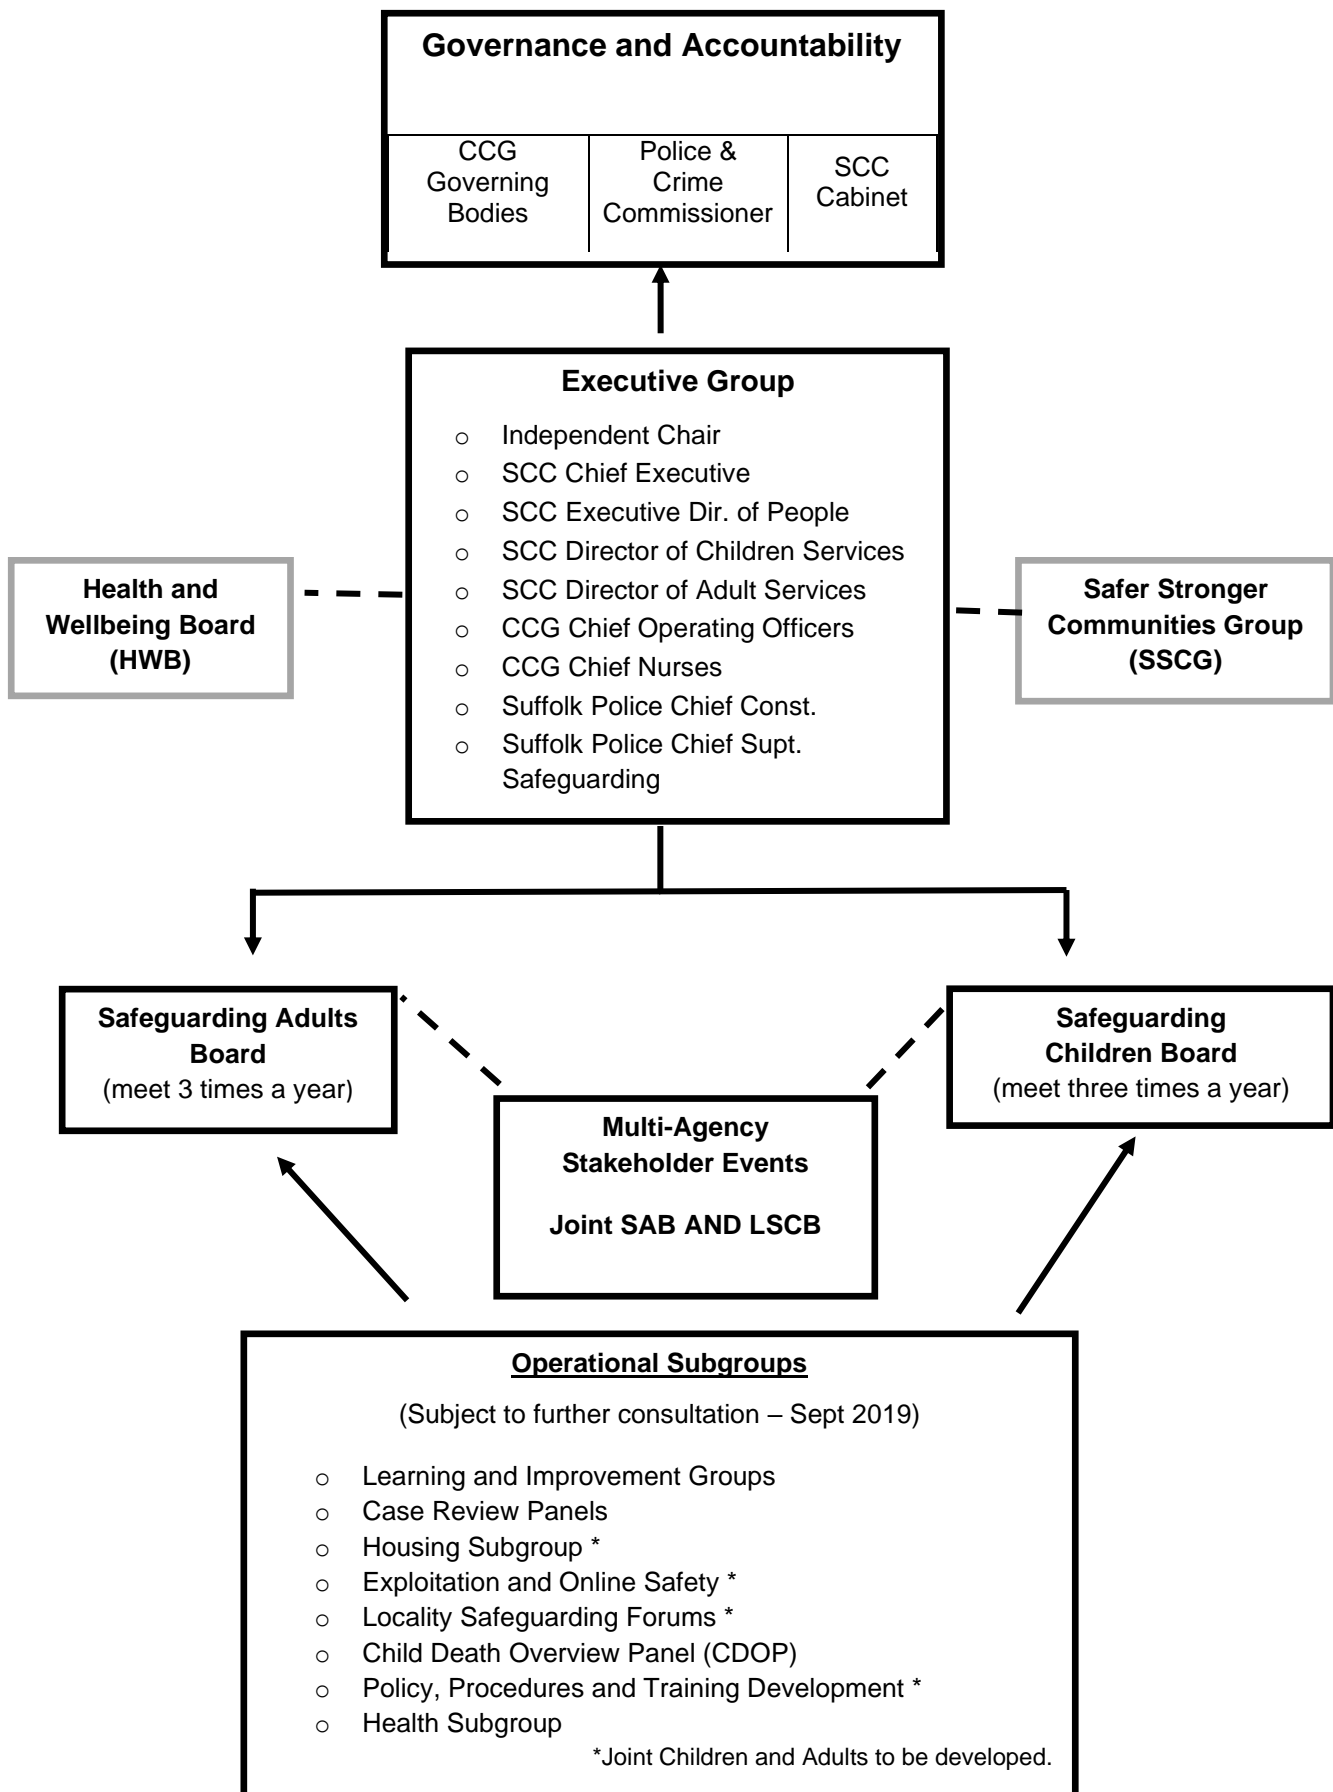 Governance and Accountability
CCG
Governing
Bodies
Police &
Crime
Commissioner
SCC
Cabinet
Executive Group
o Independent Chair
o SCC Chief Executive
o SCC Executive Dir. of People
o SCC Director of Children Services
o SCC Director of Adult Services
o CCG Chief Operating Officers
o CCG Chief Nurses
o Suffolk Police Chief Const.
o Suffolk Police Chief Supt.
Safeguarding
Health and
Wellbeing Board
(HWB)
Safer Stronger
Communities Group
(SSCG)
Safeguarding Adults
Board
(meet 3 times a year)
Safeguarding
Children Board
(meet three times a year)
Multi-Agency
Stakeholder Events
Joint SAB AND LSCB
Operational Subgroups
(Subject to further consultation – Sept 2019)
o Learning and Improvement Groups
o Case Review Panels
o Housing Subgroup *
o Exploitation and Online Safety *
o Locality Safeguarding Forums *
o Child Death Overview Panel (CDOP)
o Policy, Procedures and Training Development *
o Health Subgroup
*Joint Children and Adults to be developed.